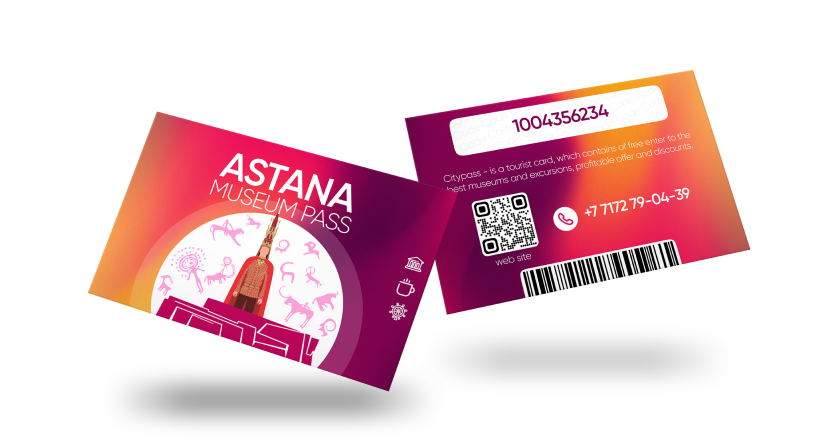 ASTANA
MUSEUM PASS
1004356234
Citypass - is a tourist card, which contains of free enter to the
best museums and excursions, profitable offer and discounts.
+7 7172 79-04-39
web site